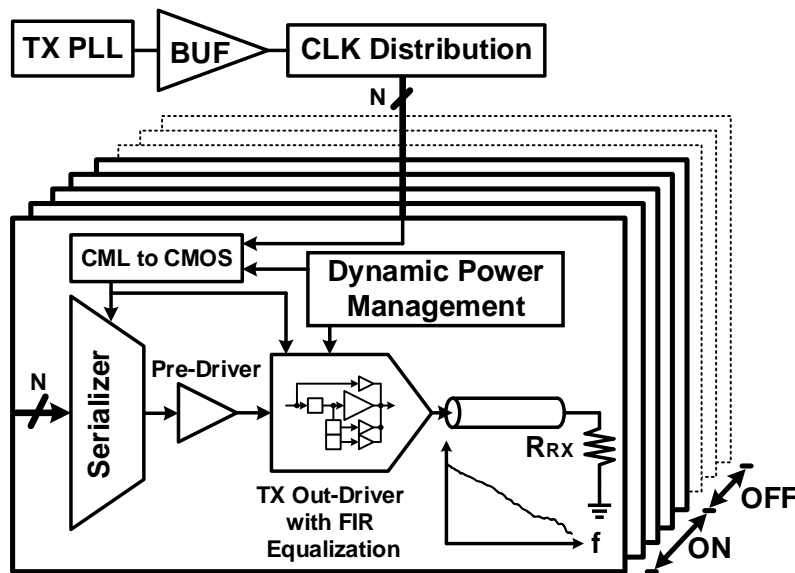 TX PLL
BUF
CLK Distribution
N
CML to CMOS
Dynamic Power
Management
N
Serializer
Pre-Driver
RRX
TX Out-Driver
with FIR
Equalization
f
OFF
ON